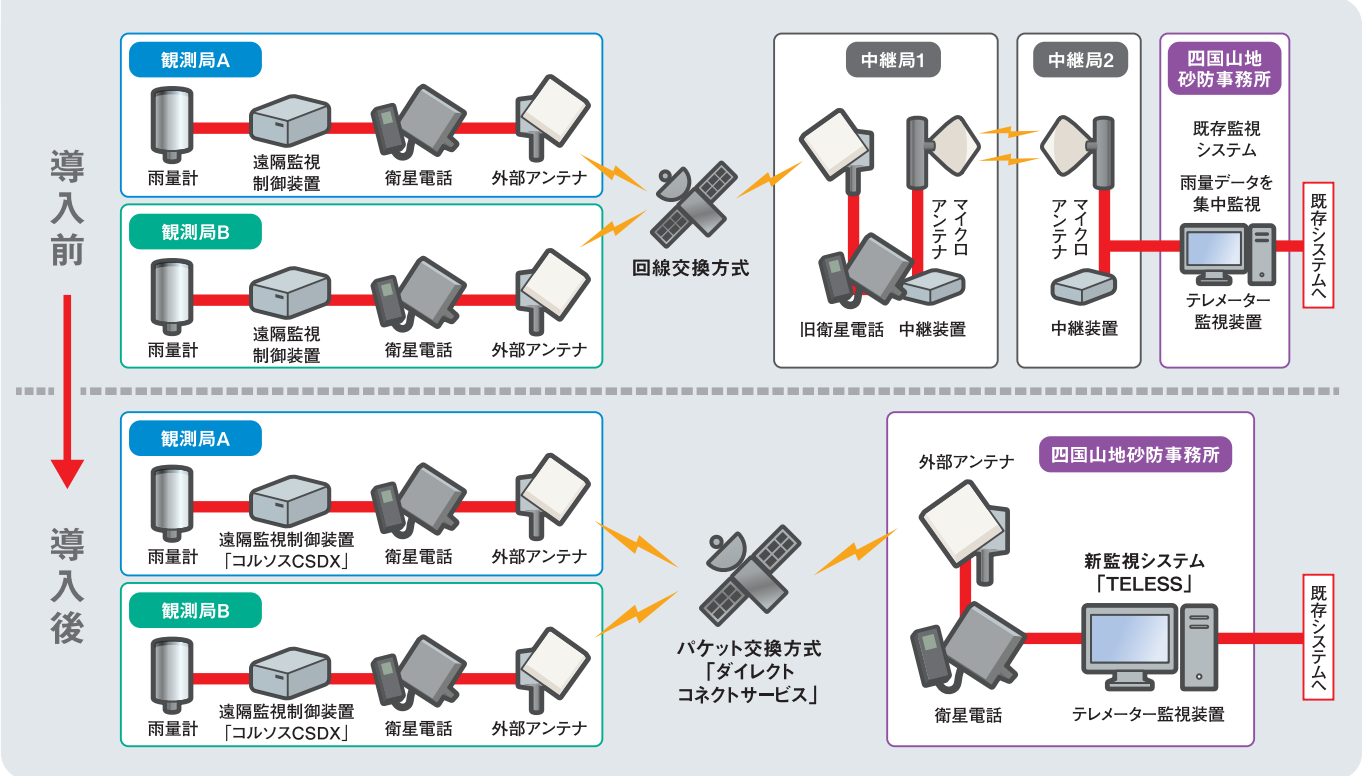 導入前
観測局A
雨量計
遠隔監視
制御装置
衛星電話
外部アンテナ
観測局B
雨量計
遠隔監視
制御装置
衛星電話
外部アンテナ
回線交換方式
中継局1
マイクロ
アンテナ
旧衛星電話
中継装置
中継局2
マイクロ
アンテナ
中継装置
四国山地
砂防事務所
既存監視
システム
雨量データを
集中監視
テレメーター
監視装置
既存システムへ
導入後
観測局A
雨量計
遠隔監視制御装置
「コルソスCSDX」
衛星電話
外部アンテナ
観測局B
雨量計
遠隔監視制御装置
「コルソスCSDX」
衛星電話
外部アンテナ
パケット交換方式
「ダイレクト
コネクトサービス」
四国山地砂防事務所
外部アンテナ
衛星電話
新監視システム
「TELESS」
テレメーター監視装置
既存システムへ